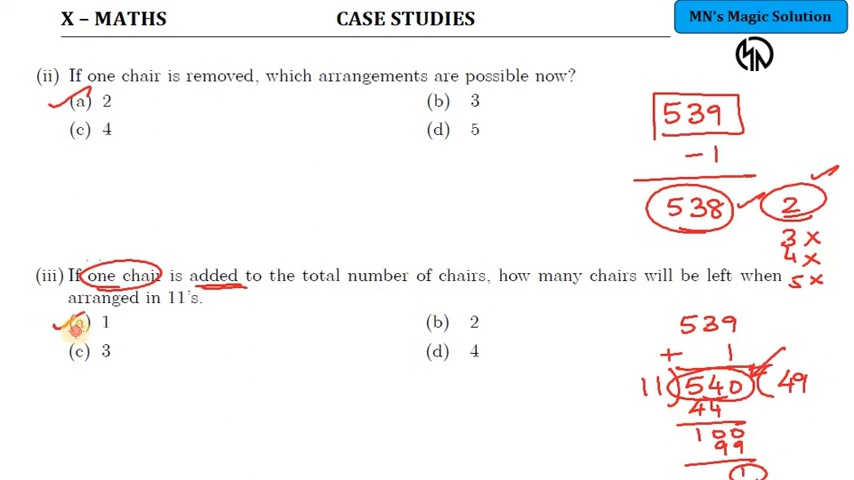 X – MATHS
CASE STUDIES
MN's Magic Solution
MN
(ii) If one chair is removed, which arrangements are possible now?
(a) 2
(b) 3
(c) 4
(d) 5
539
– 1
538
2
3 x
4 x
5 x
(iii) If one chair is added to the total number of chairs, how many chairs will be left when
arranged in 11's.
(a) 1
(b) 2
(c) 3
(d) 4
539
+ 1
11) 540 ( 49
44
100
99
1